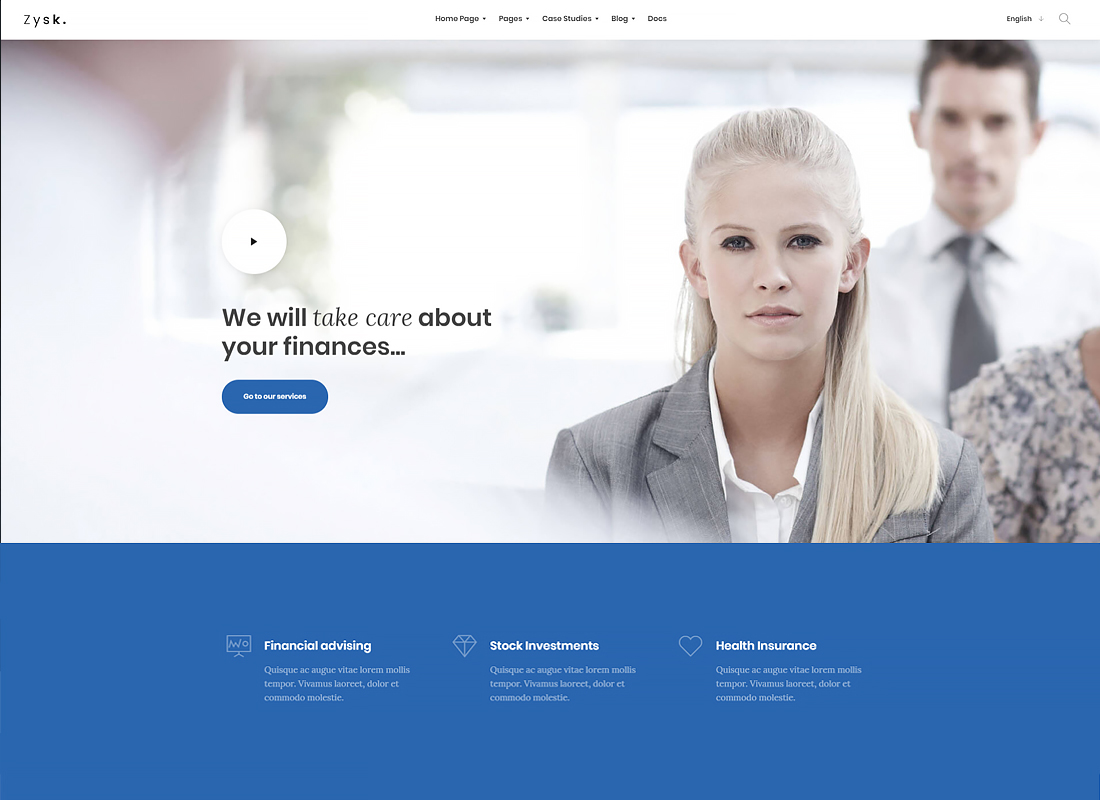 Zysk.
Home Page Pages Case Studies Blog Docs
English
We will take care about
your finances...
Go to our services
Financial advising
Quisque ac augue vitae lorem mollis
tempor. Vivamus laoreet, dolor et
commodo molestie.
Stock Investments
Quisque ac augue vitae lorem mollis
tempor. Vivamus laoreet, dolor et
commodo molestie.
Health Insurance
Quisque ac augue vitae lorem mollis
tempor. Vivamus laoreet, dolor et
commodo molestie.